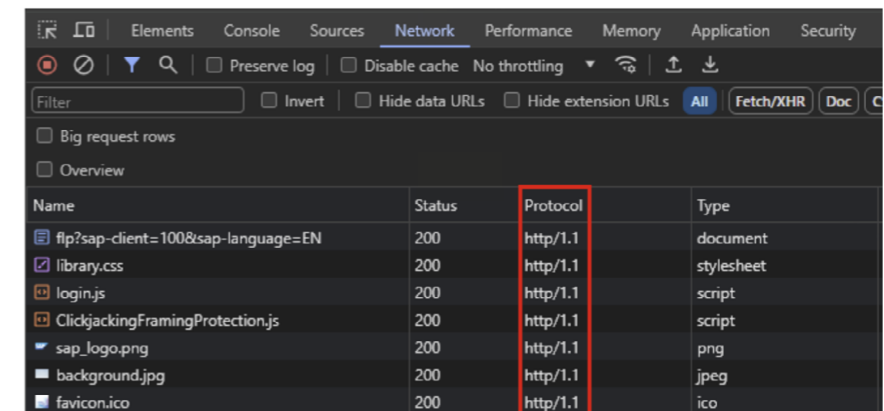 Elements Console Sources Network Performance Memory Application Security
Preserve log Disable cache No throttling
Filter Invert Hide data URLs Hide extension URLs All Fetch/XHR Doc
Big request rows
Overview
Name Status Protocol Type
flp?sap-client=100&sap-language=EN 200 http/1.1 document
library.css 200 http/1.1 stylesheet
login.js 200 http/1.1 script
ClickjackingFramingProtection.js 200 http/1.1 script
sap_logo.png 200 http/1.1 png
background.jpg 200 http/1.1 jpeg
favicon.ico 200 http/1.1 ico